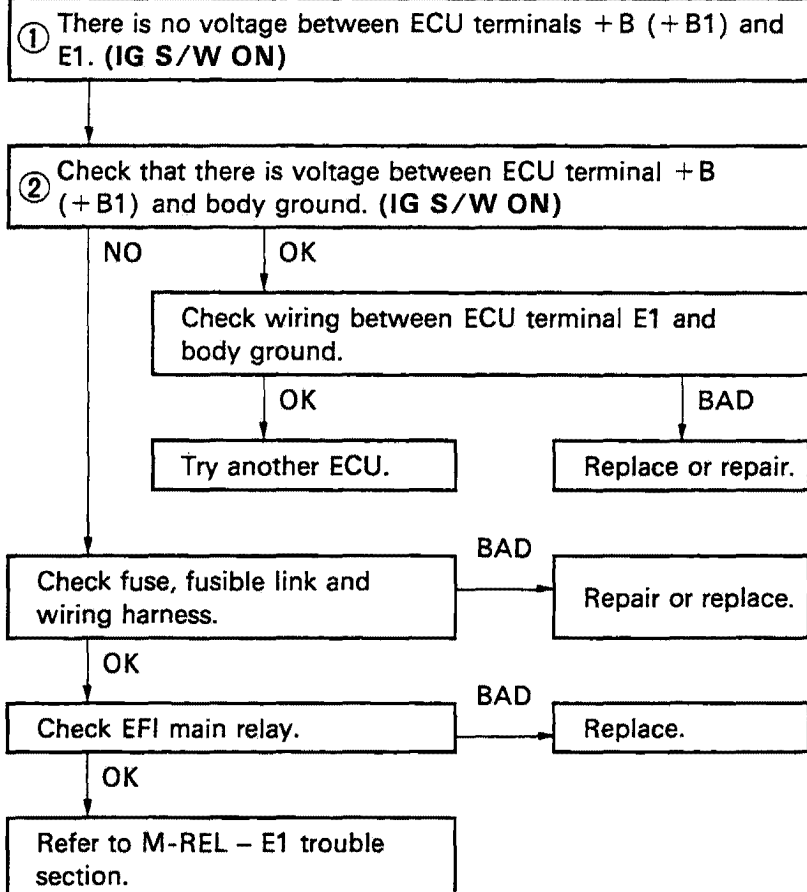 ① There is no voltage between ECU terminals +B (+B1) and
E1. (IG S/W ON)
② Check that there is voltage between ECU terminal +B
(+B1) and body ground. (IG S/W ON)
NO
OK
Check wiring between ECU terminal E1 and
body ground.
OK
BAD
Try another ECU.
Replace or repair.
BAD
Check fuse, fusible link and
wiring harness.
Repair or replace.
OK
BAD
Check EFI main relay.
Replace.
OK
Refer to M-REL – E1 trouble
section.